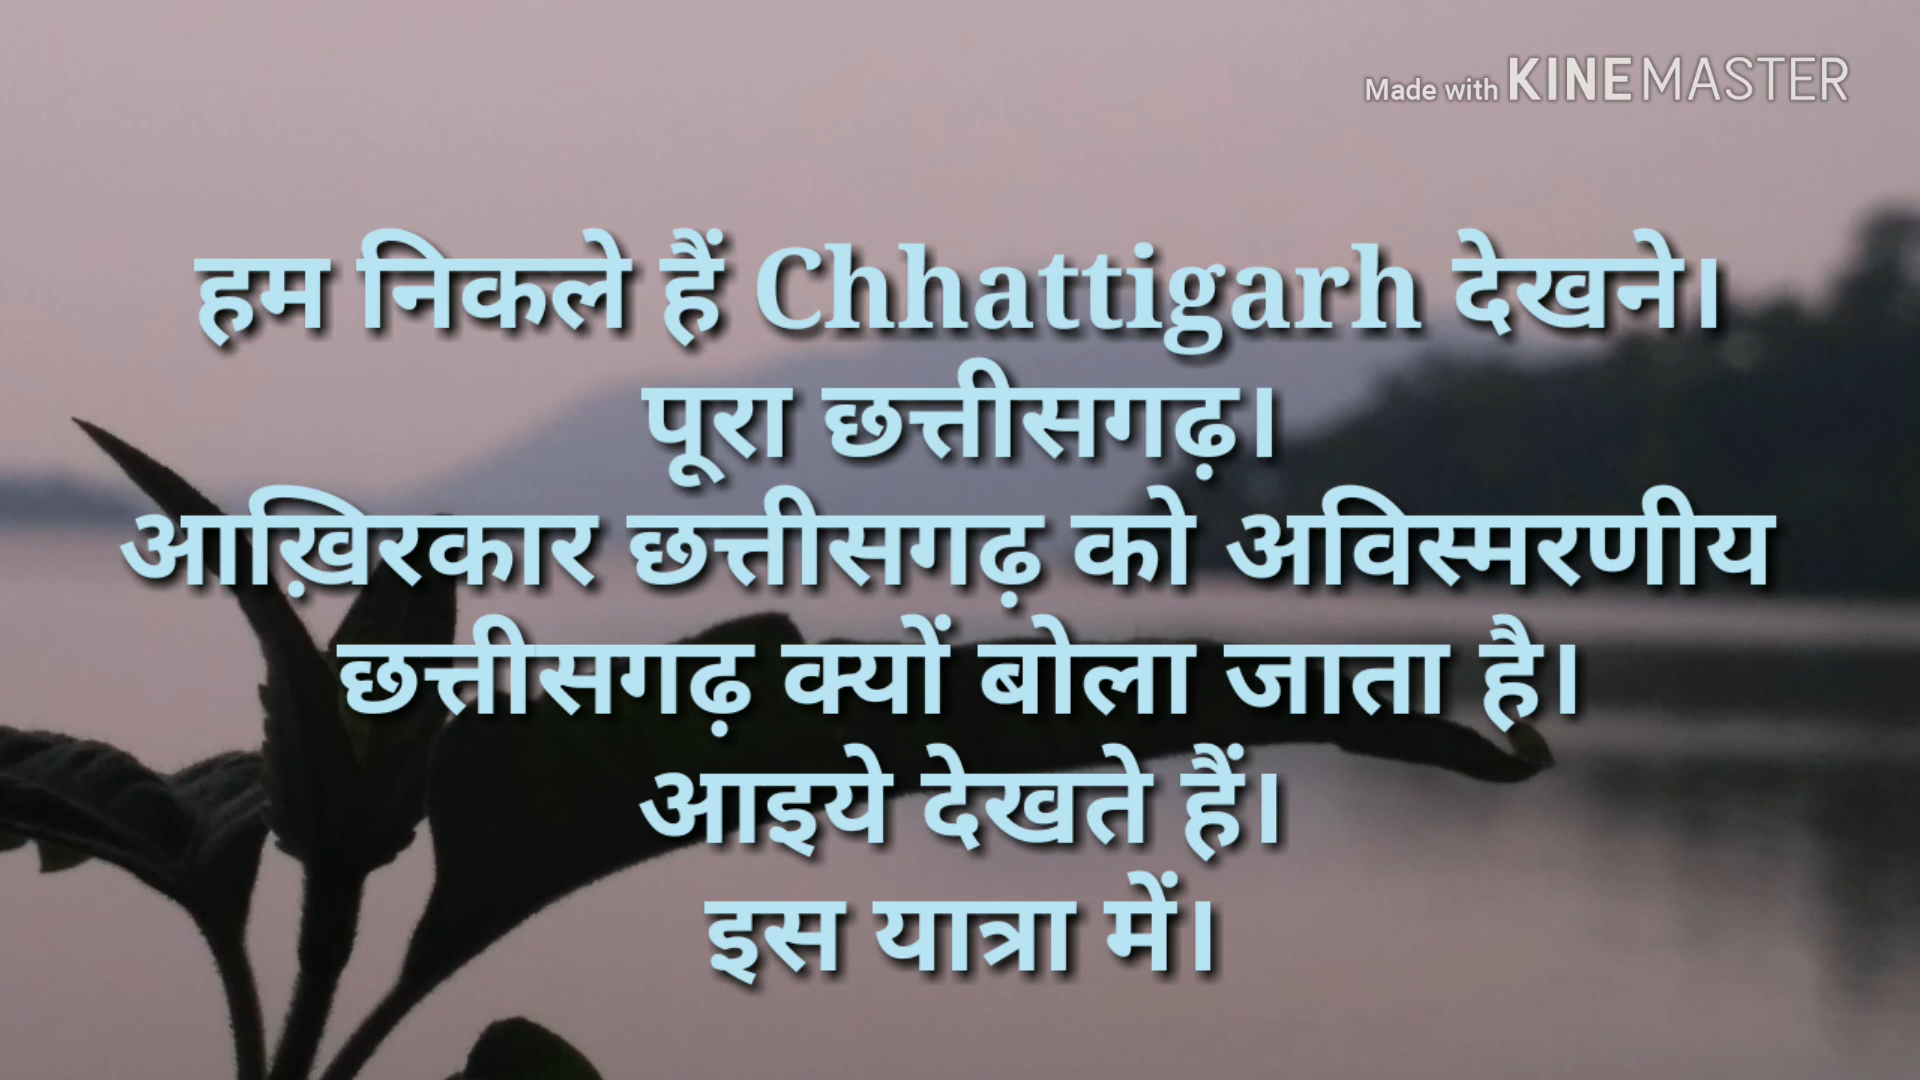 Made with KINEMASTER
हम निकले हैं Chhattigarh देखने।
पूरा छत्तीसगढ़।
आख़िरकार छत्तीसगढ़ को अविस्मरणीय
छत्तीसगढ़ क्यों बोला जाता है।
आइये देखते हैं।
इस यात्रा में।